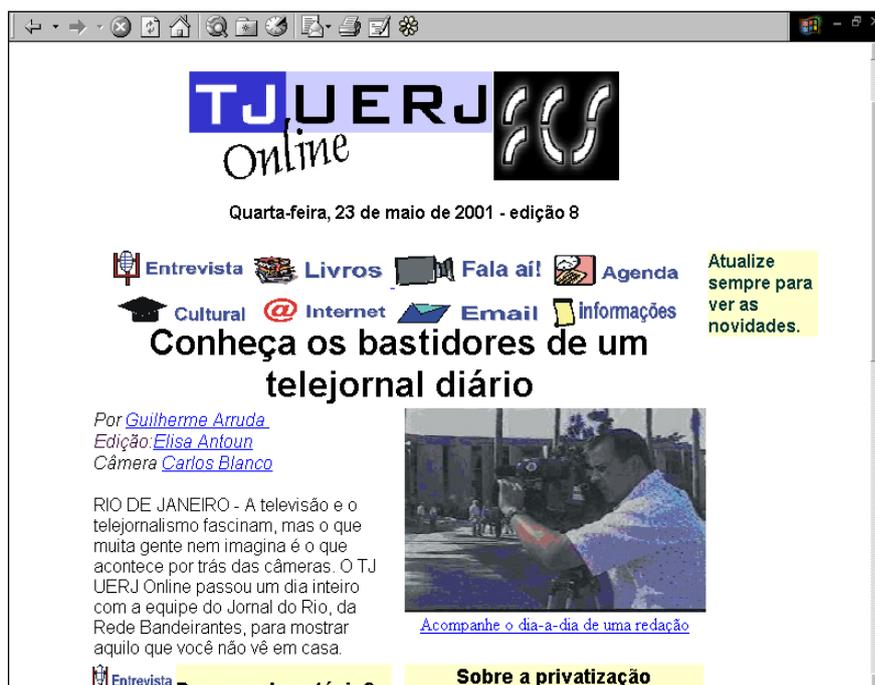 TJUERJ
Online
Quarta-feira, 23 de maio de 2001 - edição 8
Entrevista Livros Fala aí! Agenda
Cultural Internet Email informações
Atualize
sempre para
ver as
novidades.
Conheça os bastidores de um
telejornal diário
Por Guilherme Arruda
Edição:Elisa Antoun
Câmera Carlos Blanco
RIO DE JANEIRO - A televisão e o
telejornalismo fascinam, mas o que
muita gente nem imagina é o que
acontece por trás das câmeras. O TJ
UERJ Online passou um dia inteiro
com a equipe do Jornal do Rio, da
Rede Bandeirantes, para mostrar
aquilo que você não vê em casa.
Acompanhe o dia-a-dia de uma redação
Entrevista
Sobre a privatização